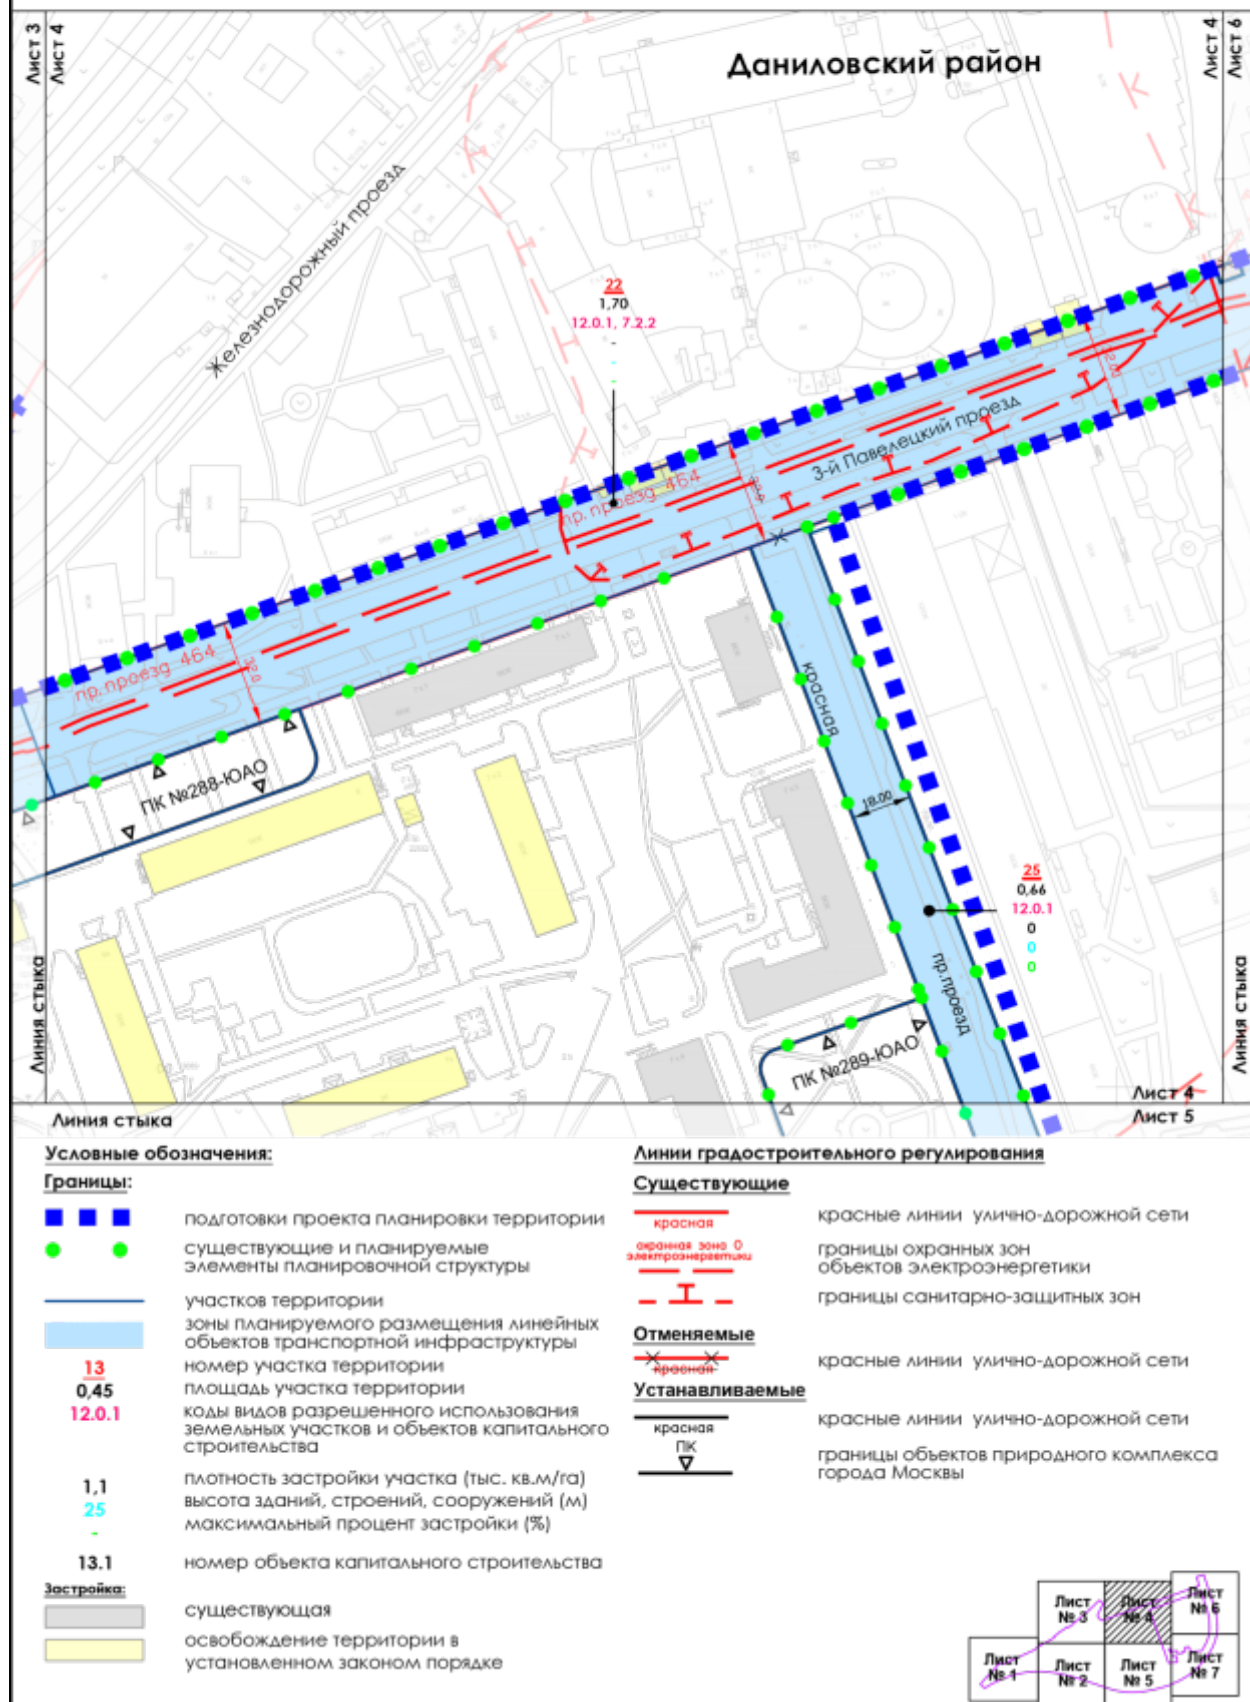 Лист 3
Лист 4
Даниловский район
Лист 4
Лист 6
Железнодорожный проезд
22
1,70
12.0.1, 7.2.2
-
-
-
3-й Павелецкий проезд
пр. проезд 464
пр. проезд 464
32.0
красная
ПК №288-ЮАО
18.00
25
0,66
12.0.1
0
0
0
пр.проезд
ПК №289-ЮАО
Линия стыка
Линия стыка
Лист 4
Линия стыка
Лист 5
Условные обозначения:
Границы:
подготовки проекта планировки территории
существующие и планируемые
элементы планировочной структуры
участков территории
зоны планируемого размещения линейных
объектов транспортной инфраструктуры
13
номер участка территории
0,45
площадь участка территории
12.0.1
коды видов разрешенного использования
земельных участков и объектов капитального
строительства
1,1
плотность застройки участка (тыс. кв.м/га)
25
высота зданий, строений, сооружений (м)
-
максимальный процент застройки (%)
13.1
номер объекта капитального строительства
Застройка:
существующая
освобождение территории в
установленном законом порядке
Линии градостроительного регулирования
Существующие
красная
красные линии улично-дорожной сети
охранная зона О
электроэнергетики
границы охранных зон
объектов электроэнергетики
границы санитарно-защитных зон
Отменяемые
красная
красные линии улично-дорожной сети
Устанавливаемые
красная
красные линии улично-дорожной сети
ПК
границы объектов природного комплекса
города Москвы
Лист
№ 3
Лист
№ 4
Лист
№ 6
Лист
№ 1
Лист
№ 2
Лист
№ 5
Лист
№ 7